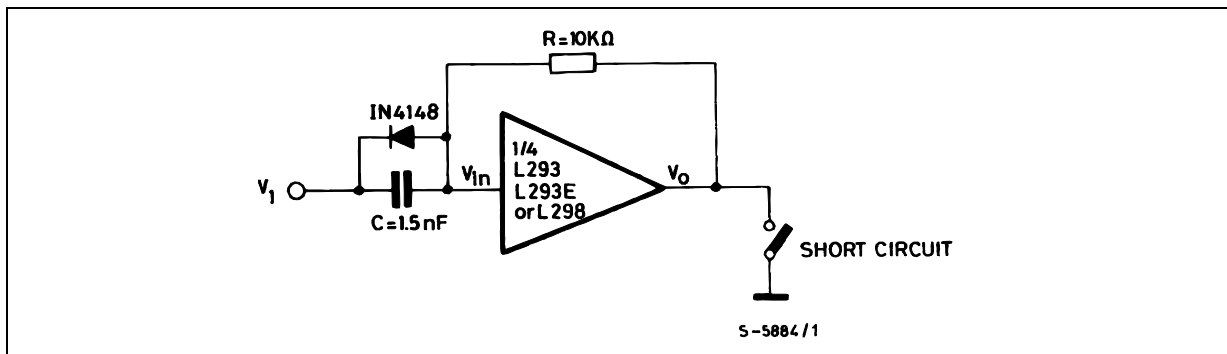 R=10KΩ
IN4148
V1
C=1.5nF
Vin
1/4
L293
L293E
or L298
Vo
SHORT CIRCUIT
S-5884/1